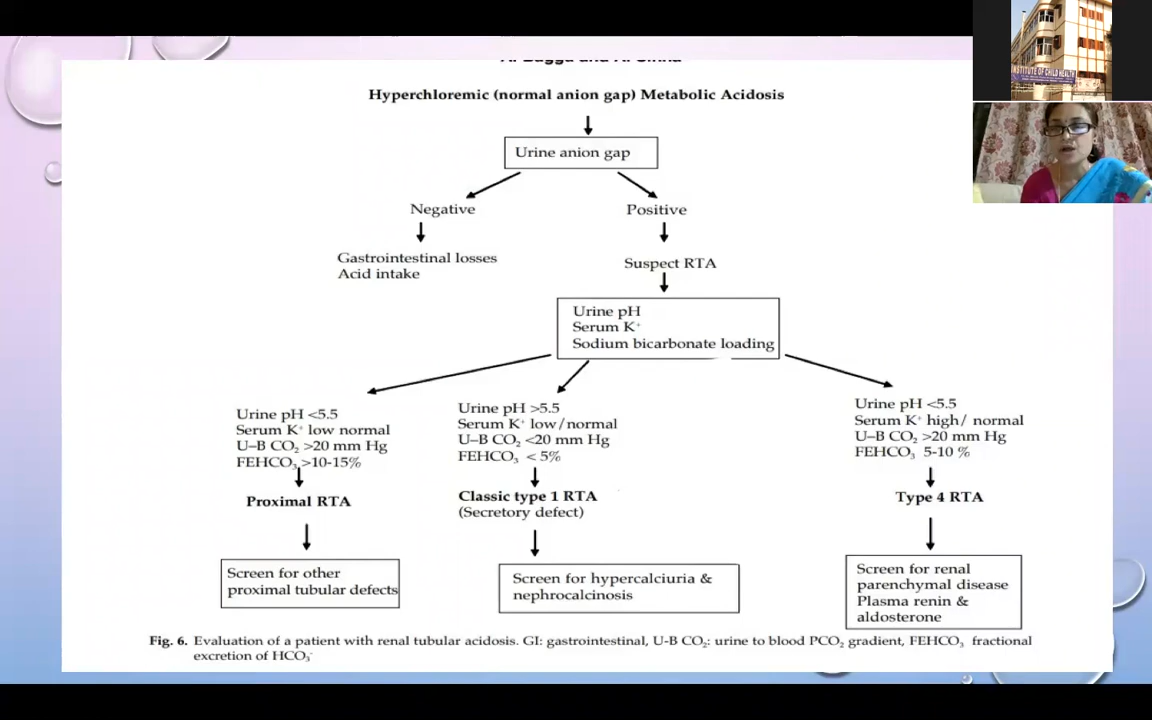 Hyperchloremic (normal anion gap) Metabolic Acidosis
Urine anion gap
Negative
Positive
Gastrointestinal losses
Acid intake
Suspect RTA
Urine pH
Serum K⁺
Sodium bicarbonate loading
Urine pH <5.5
Serum K⁺ low normal
U–B CO₂ >20 mm Hg
FEHCO₃ >10-15%
Proximal RTA
Screen for other
proximal tubular defects
Urine pH >5.5
Serum K⁺ low/normal
U–B CO₂ <20 mm Hg
FEHCO₃ < 5%
Classic type 1 RTA
(Secretory defect)
Screen for hypercalciuria &
nephrocalcinosis
Urine pH <5.5
Serum K⁺ high/ normal
U–B CO₂ >20 mm Hg
FEHCO₃ 5-10 %
Type 4 RTA
Screen for renal
parenchymal disease
Plasma renin &
aldosterone
Fig. 6. Evaluation of a patient with renal tubular acidosis. GI: gastrointestinal, U-B CO₂: urine to blood PCO₂ gradient, FEHCO₃ fractional
excretion of HCO₃⁻
INSTITUTE OF CHILD HEALTH